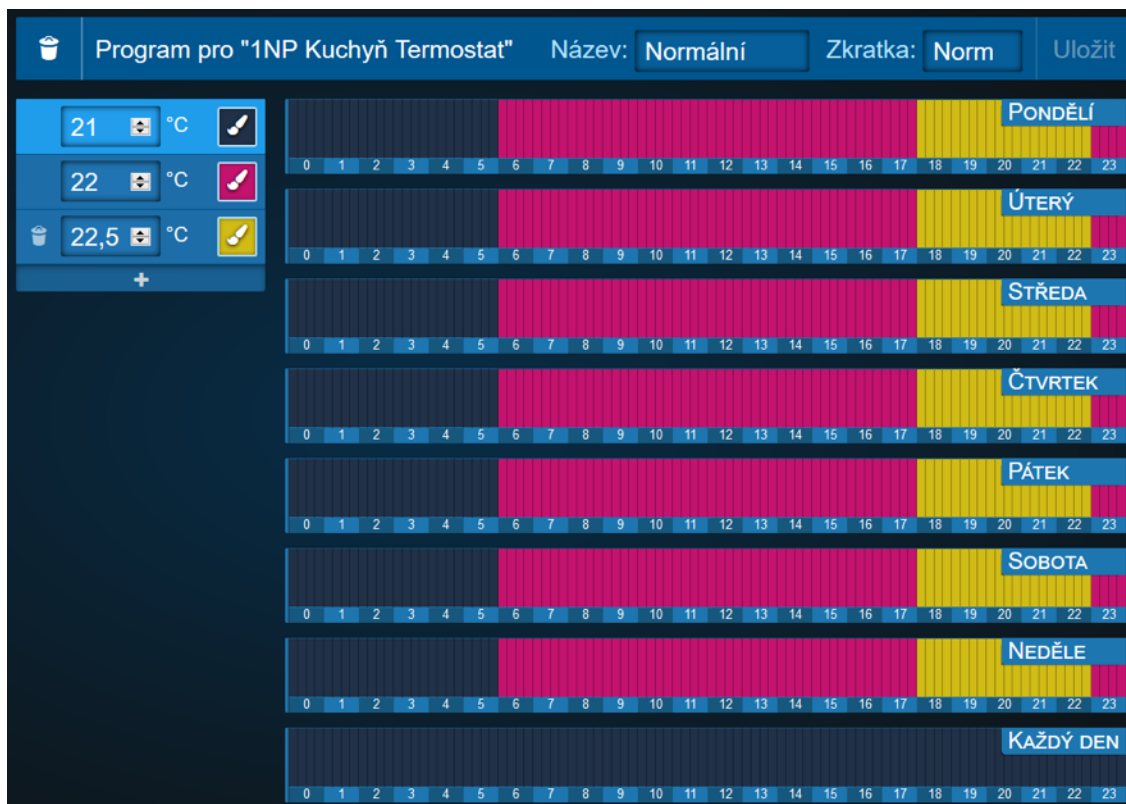 Program pro "1NP Kuchyň Termostat" Název: Normální Zkratka: Norm Uložit
21 °C
22 °C
22,5 °C
+
PONDĚLÍ
0 1 2 3 4 5 6 7 8 9 10 11 12 13 14 15 16 17 18 19 20 21 22 23
ÚTERÝ
0 1 2 3 4 5 6 7 8 9 10 11 12 13 14 15 16 17 18 19 20 21 22 23
STŘEDA
0 1 2 3 4 5 6 7 8 9 10 11 12 13 14 15 16 17 18 19 20 21 22 23
ČTVRTEK
0 1 2 3 4 5 6 7 8 9 10 11 12 13 14 15 16 17 18 19 20 21 22 23
PÁTEK
0 1 2 3 4 5 6 7 8 9 10 11 12 13 14 15 16 17 18 19 20 21 22 23
SOBOTA
0 1 2 3 4 5 6 7 8 9 10 11 12 13 14 15 16 17 18 19 20 21 22 23
NEDĚLE
0 1 2 3 4 5 6 7 8 9 10 11 12 13 14 15 16 17 18 19 20 21 22 23
KAŽDÝ DEN
0 1 2 3 4 5 6 7 8 9 10 11 12 13 14 15 16 17 18 19 20 21 22 23